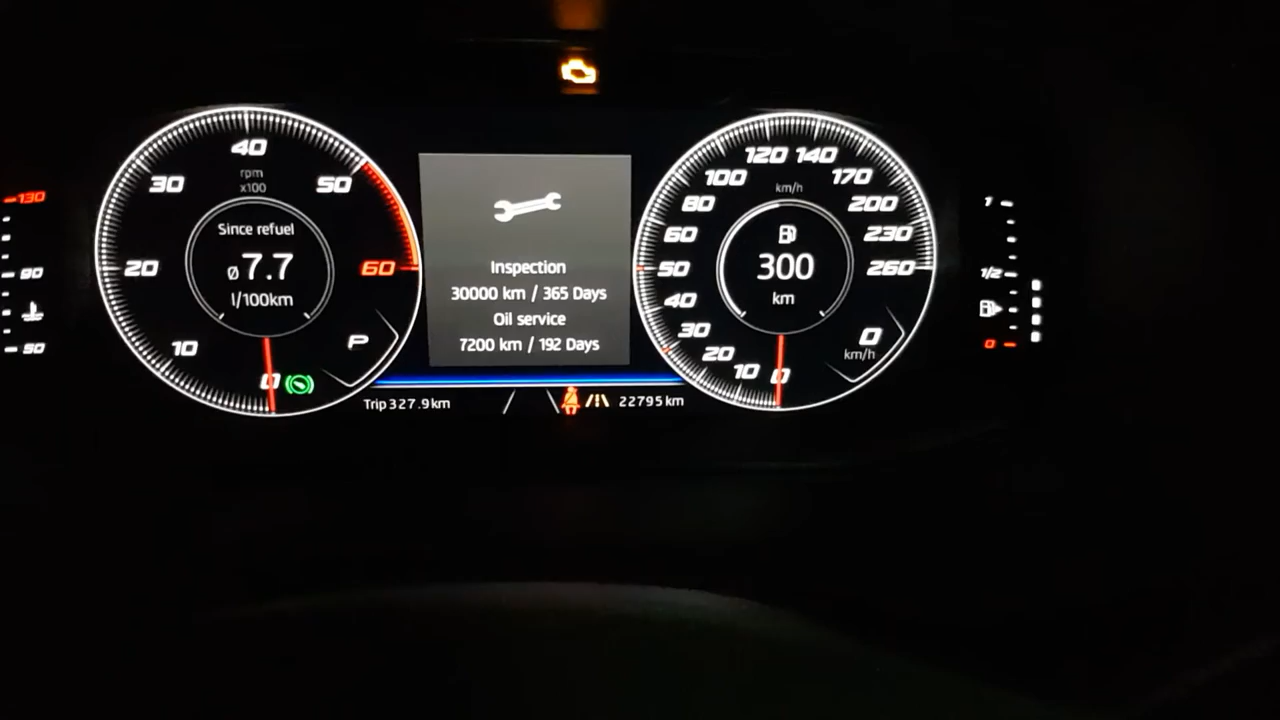 130
90
50
40
rpm
x100
30
50
Since refuel
ø7.7
l/100km
20
60
10
P
0
Inspection
30000 km / 365 Days
Oil service
7200 km / 192 Days
Trip 327.9 km
22795 km
120 140
100
170
km/h
80
200
60
230
50
300
260
km
40
30
0
km/h
20
10
0
1
1/2
0